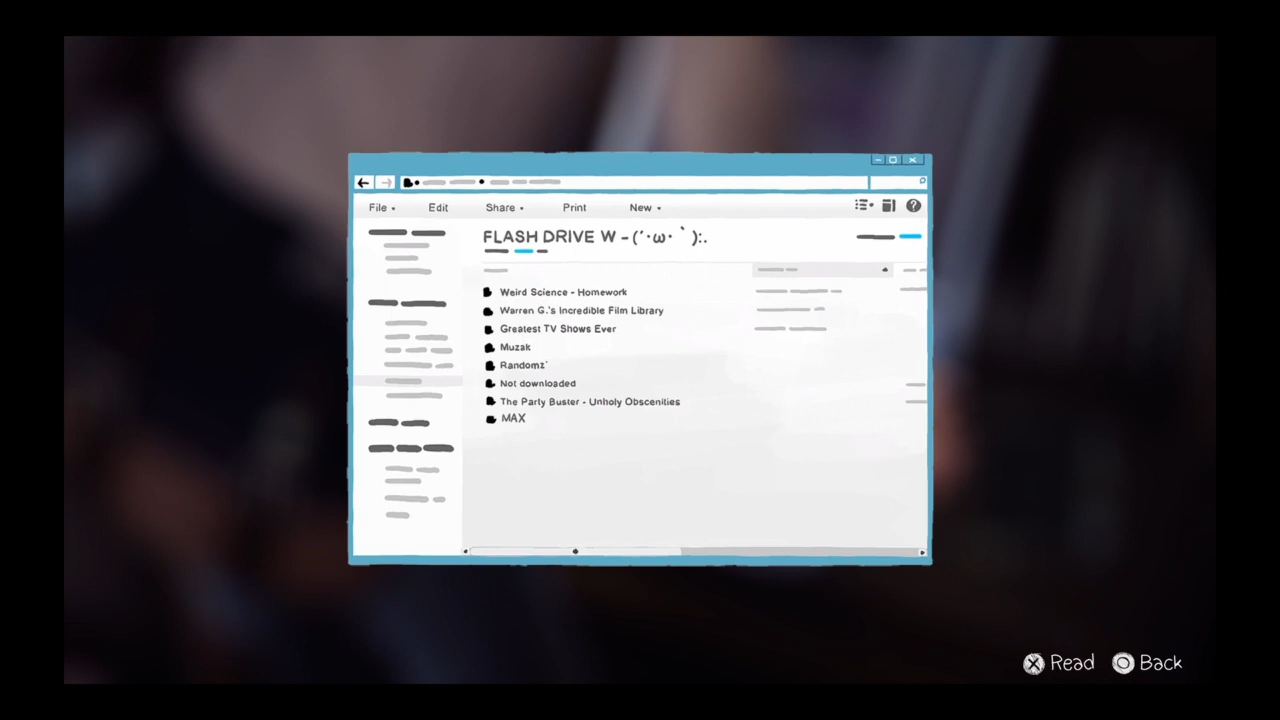 File Edit Share Print New
FLASH DRIVE W - (´･ω･｀):.
Weird Science - Homework
Warren G.'s Incredible Film Library
Greatest TV Shows Ever
Muzak
Randomz'
Not downloaded
The Party Buster - Unholy Obscenities
MAX
Read Back